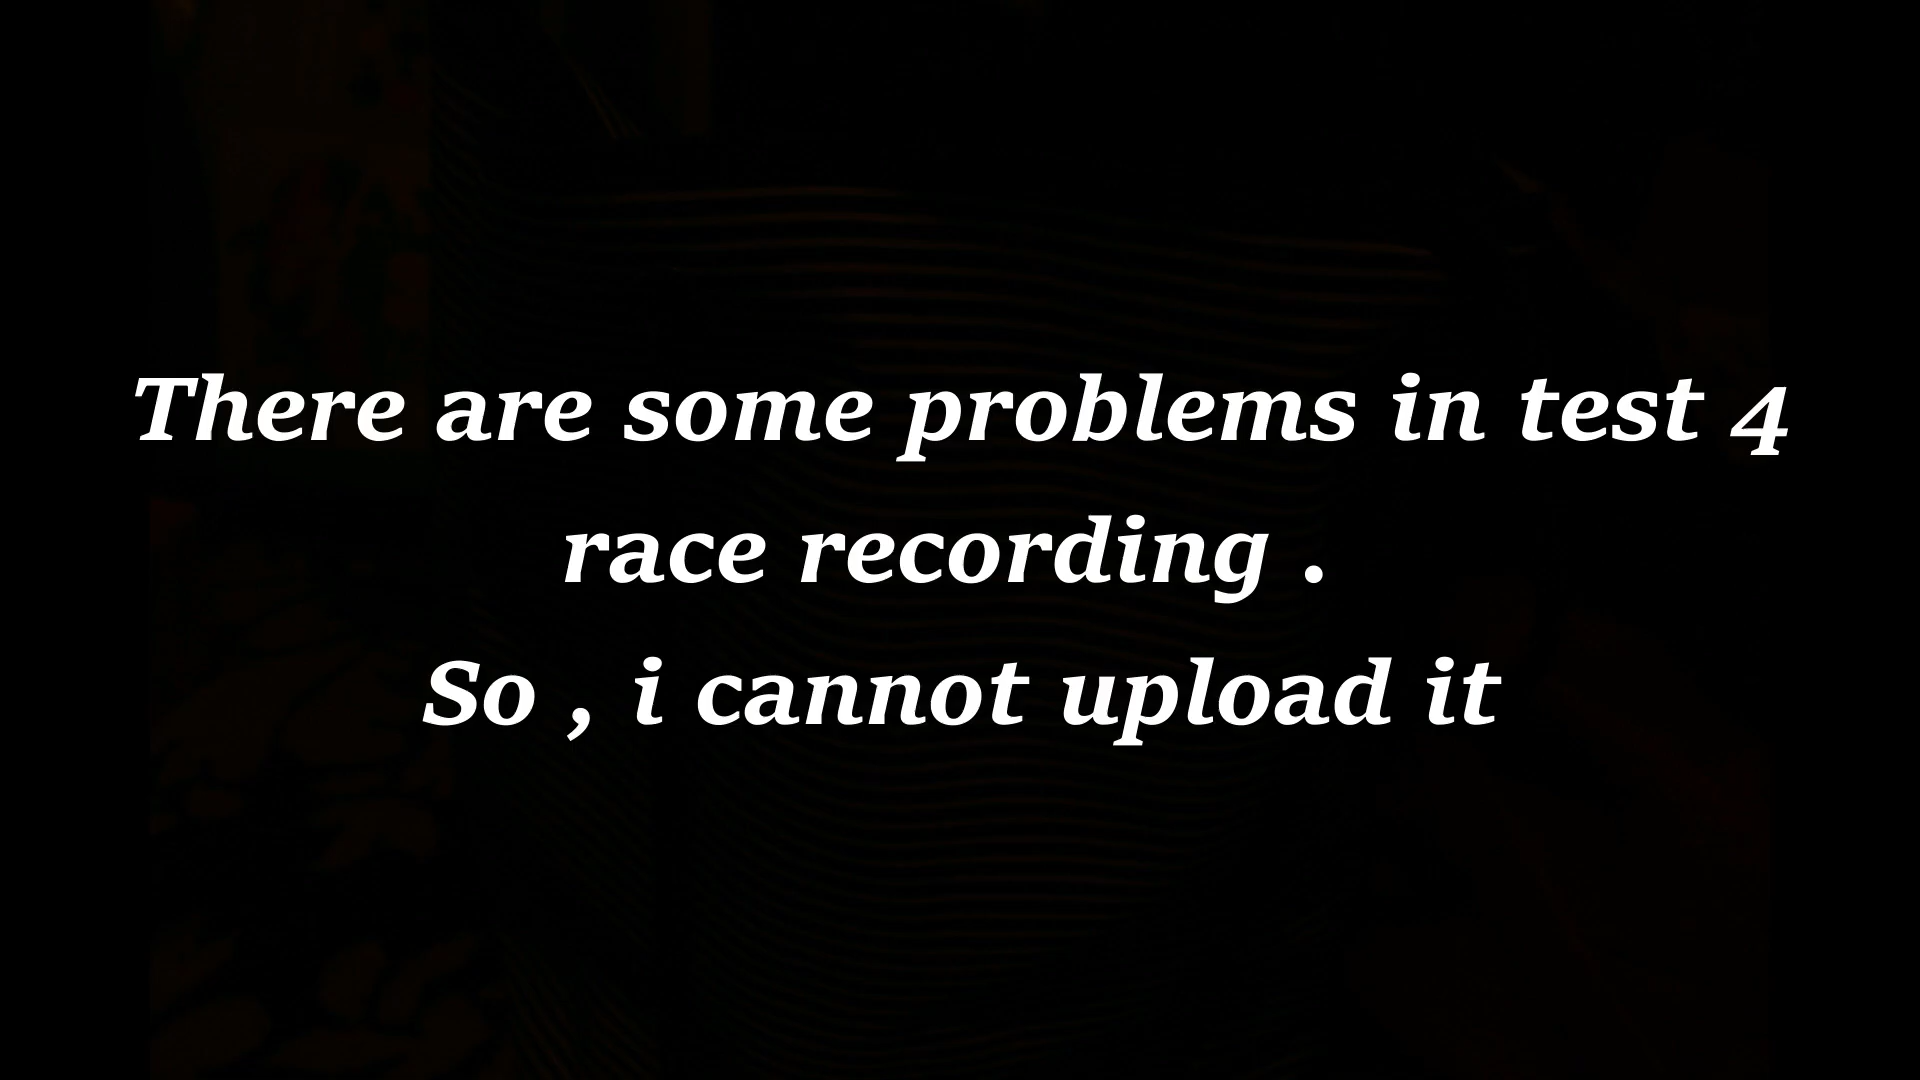 There are some problems in test 4
race recording .
So , i cannot upload it